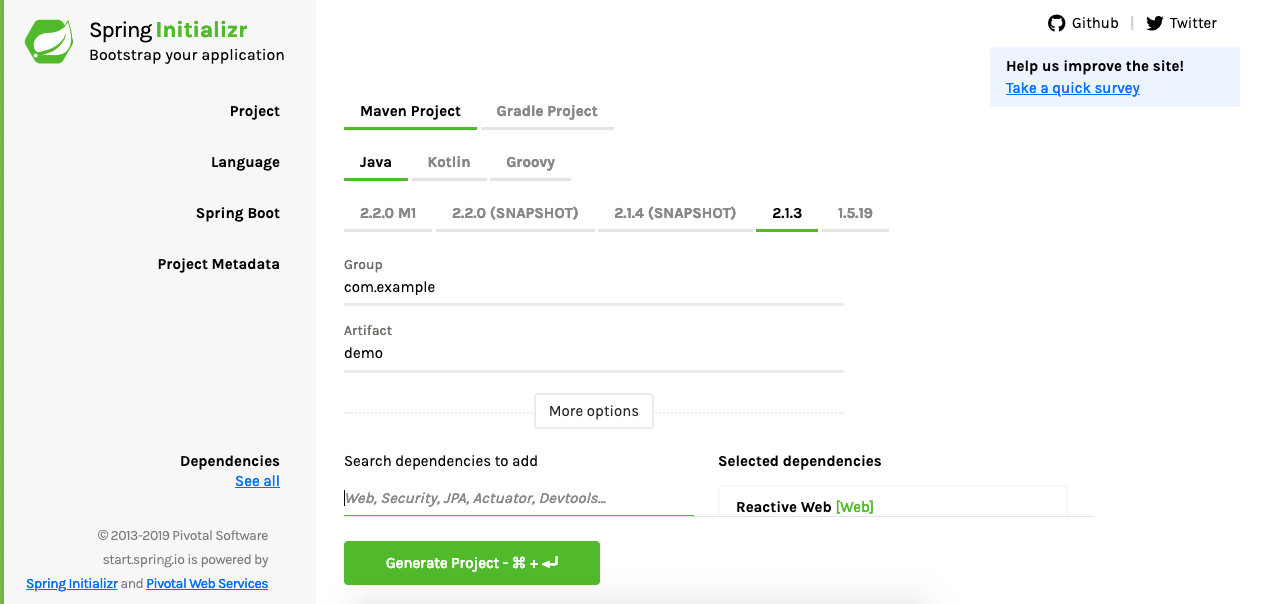 Spring Initializr
Bootstrap your application
Github | Twitter
Help us improve the site!
Take a quick survey
Project
Maven Project Gradle Project
Language
Java Kotlin Groovy
Spring Boot
2.2.0 M1 2.2.0 (SNAPSHOT) 2.1.4 (SNAPSHOT) 2.1.3 1.5.19
Project Metadata
Group
com.example
Artifact
demo
More options
Dependencies
See all
Search dependencies to add
Web, Security, JPA, Actuator, Devtools...
Selected dependencies
Reactive Web [Web]
Generate Project - ⌘ + ↵
© 2013-2019 Pivotal Software
start.spring.io is powered by
Spring Initializr and Pivotal Web Services